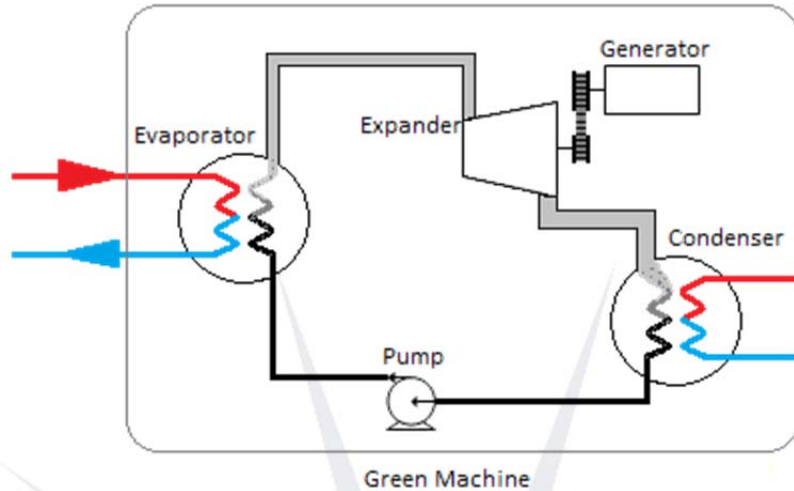 Generator
Expander
Evaporator
Condenser
Pump
Green Machine